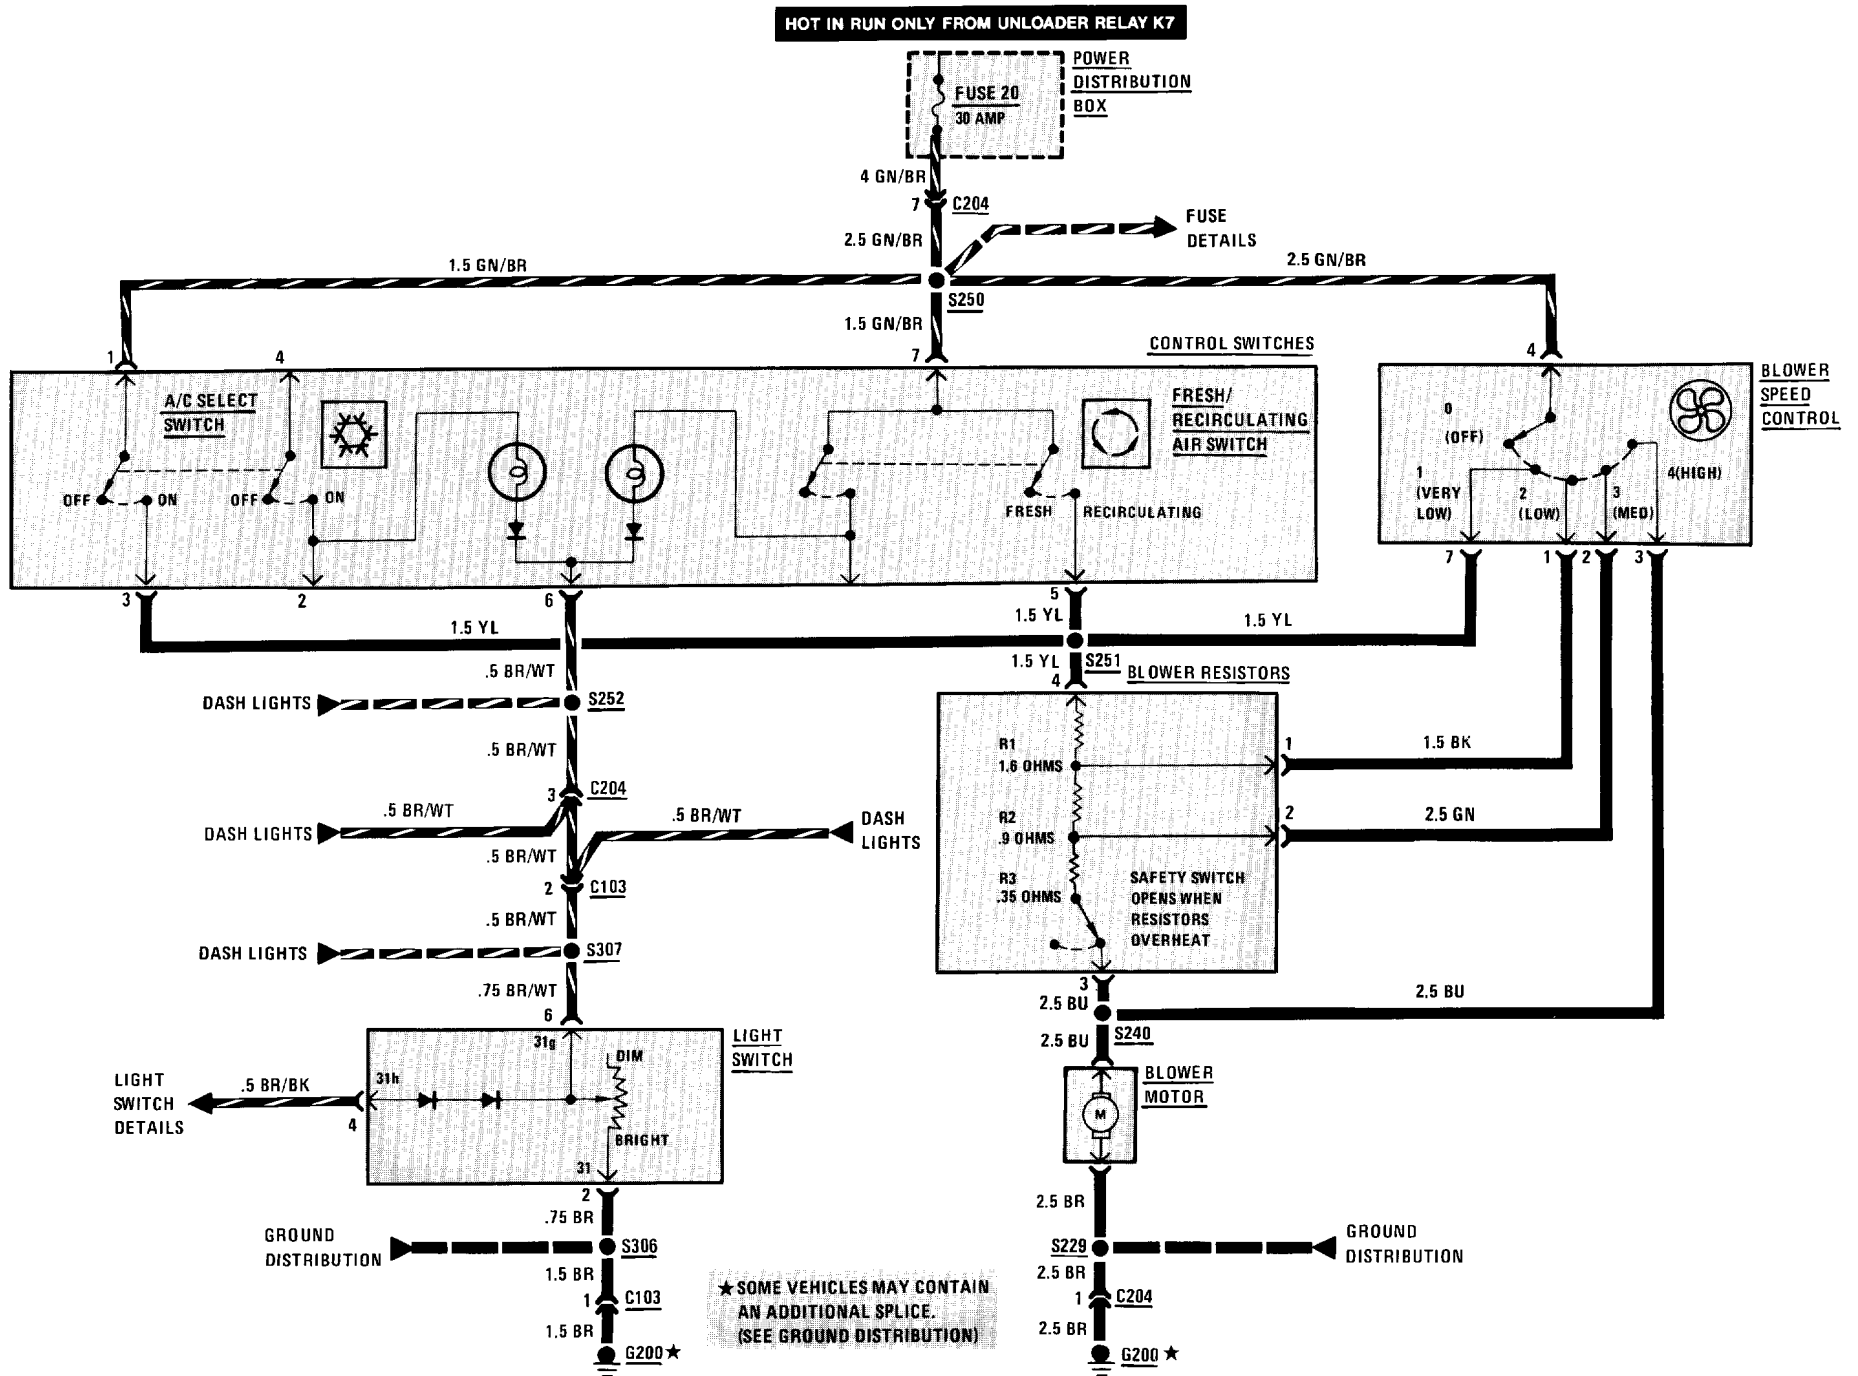 HOT IN RUN ONLY FROM UNLOADER RELAY K7
POWER
DISTRIBUTION
BOX
FUSE 20
30 AMP
4 GN/BR
7
C204
2.5 GN/BR
FUSE
DETAILS
1.5 GN/BR
2.5 GN/BR
S250
1.5 GN/BR
1
4
7
CONTROL SWITCHES
4
A/C SELECT
SWITCH
OFF
ON
OFF
ON
FRESH/
RECIRCULATING
AIR SWITCH
FRESH
RECIRCULATING
BLOWER
SPEED
CONTROL
0
(OFF)
1
(VERY
LOW)
2
(LOW)
3
(MED)
4(HIGH)
3
2
6
5
7
1
2
3
1.5 YL
1.5 YL
1.5 YL
1.5 YL
S251
4
BLOWER RESISTORS
.5 BR/WT
DASH LIGHTS
S252
.5 BR/WT
3
C204
.5 BR/WT
DASH LIGHTS
.5 BR/WT
DASH
LIGHTS
.5 BR/WT
2
C103
.5 BR/WT
DASH LIGHTS
S307
.75 BR/WT
6
R1
1.6 OHMS
R2
.9 OHMS
R3
.35 OHMS
SAFETY SWITCH
OPENS WHEN
RESISTORS
OVERHEAT
1
1.5 BK
2
2.5 GN
3
2.5 BU
2.5 BU
S240
2.5 BU
BLOWER
MOTOR
M
LIGHT
SWITCH
31g
DIM
31h
BRIGHT
31
LIGHT
SWITCH
DETAILS
.5 BR/BK
4
2
.75 BR
GROUND
DISTRIBUTION
S306
1.5 BR
1
C103
1.5 BR
G200★
★SOME VEHICLES MAY CONTAIN
AN ADDITIONAL SPLICE.
(SEE GROUND DISTRIBUTION)
2.5 BR
S229
GROUND
DISTRIBUTION
2.5 BR
1
C204
2.5 BR
G200 ★